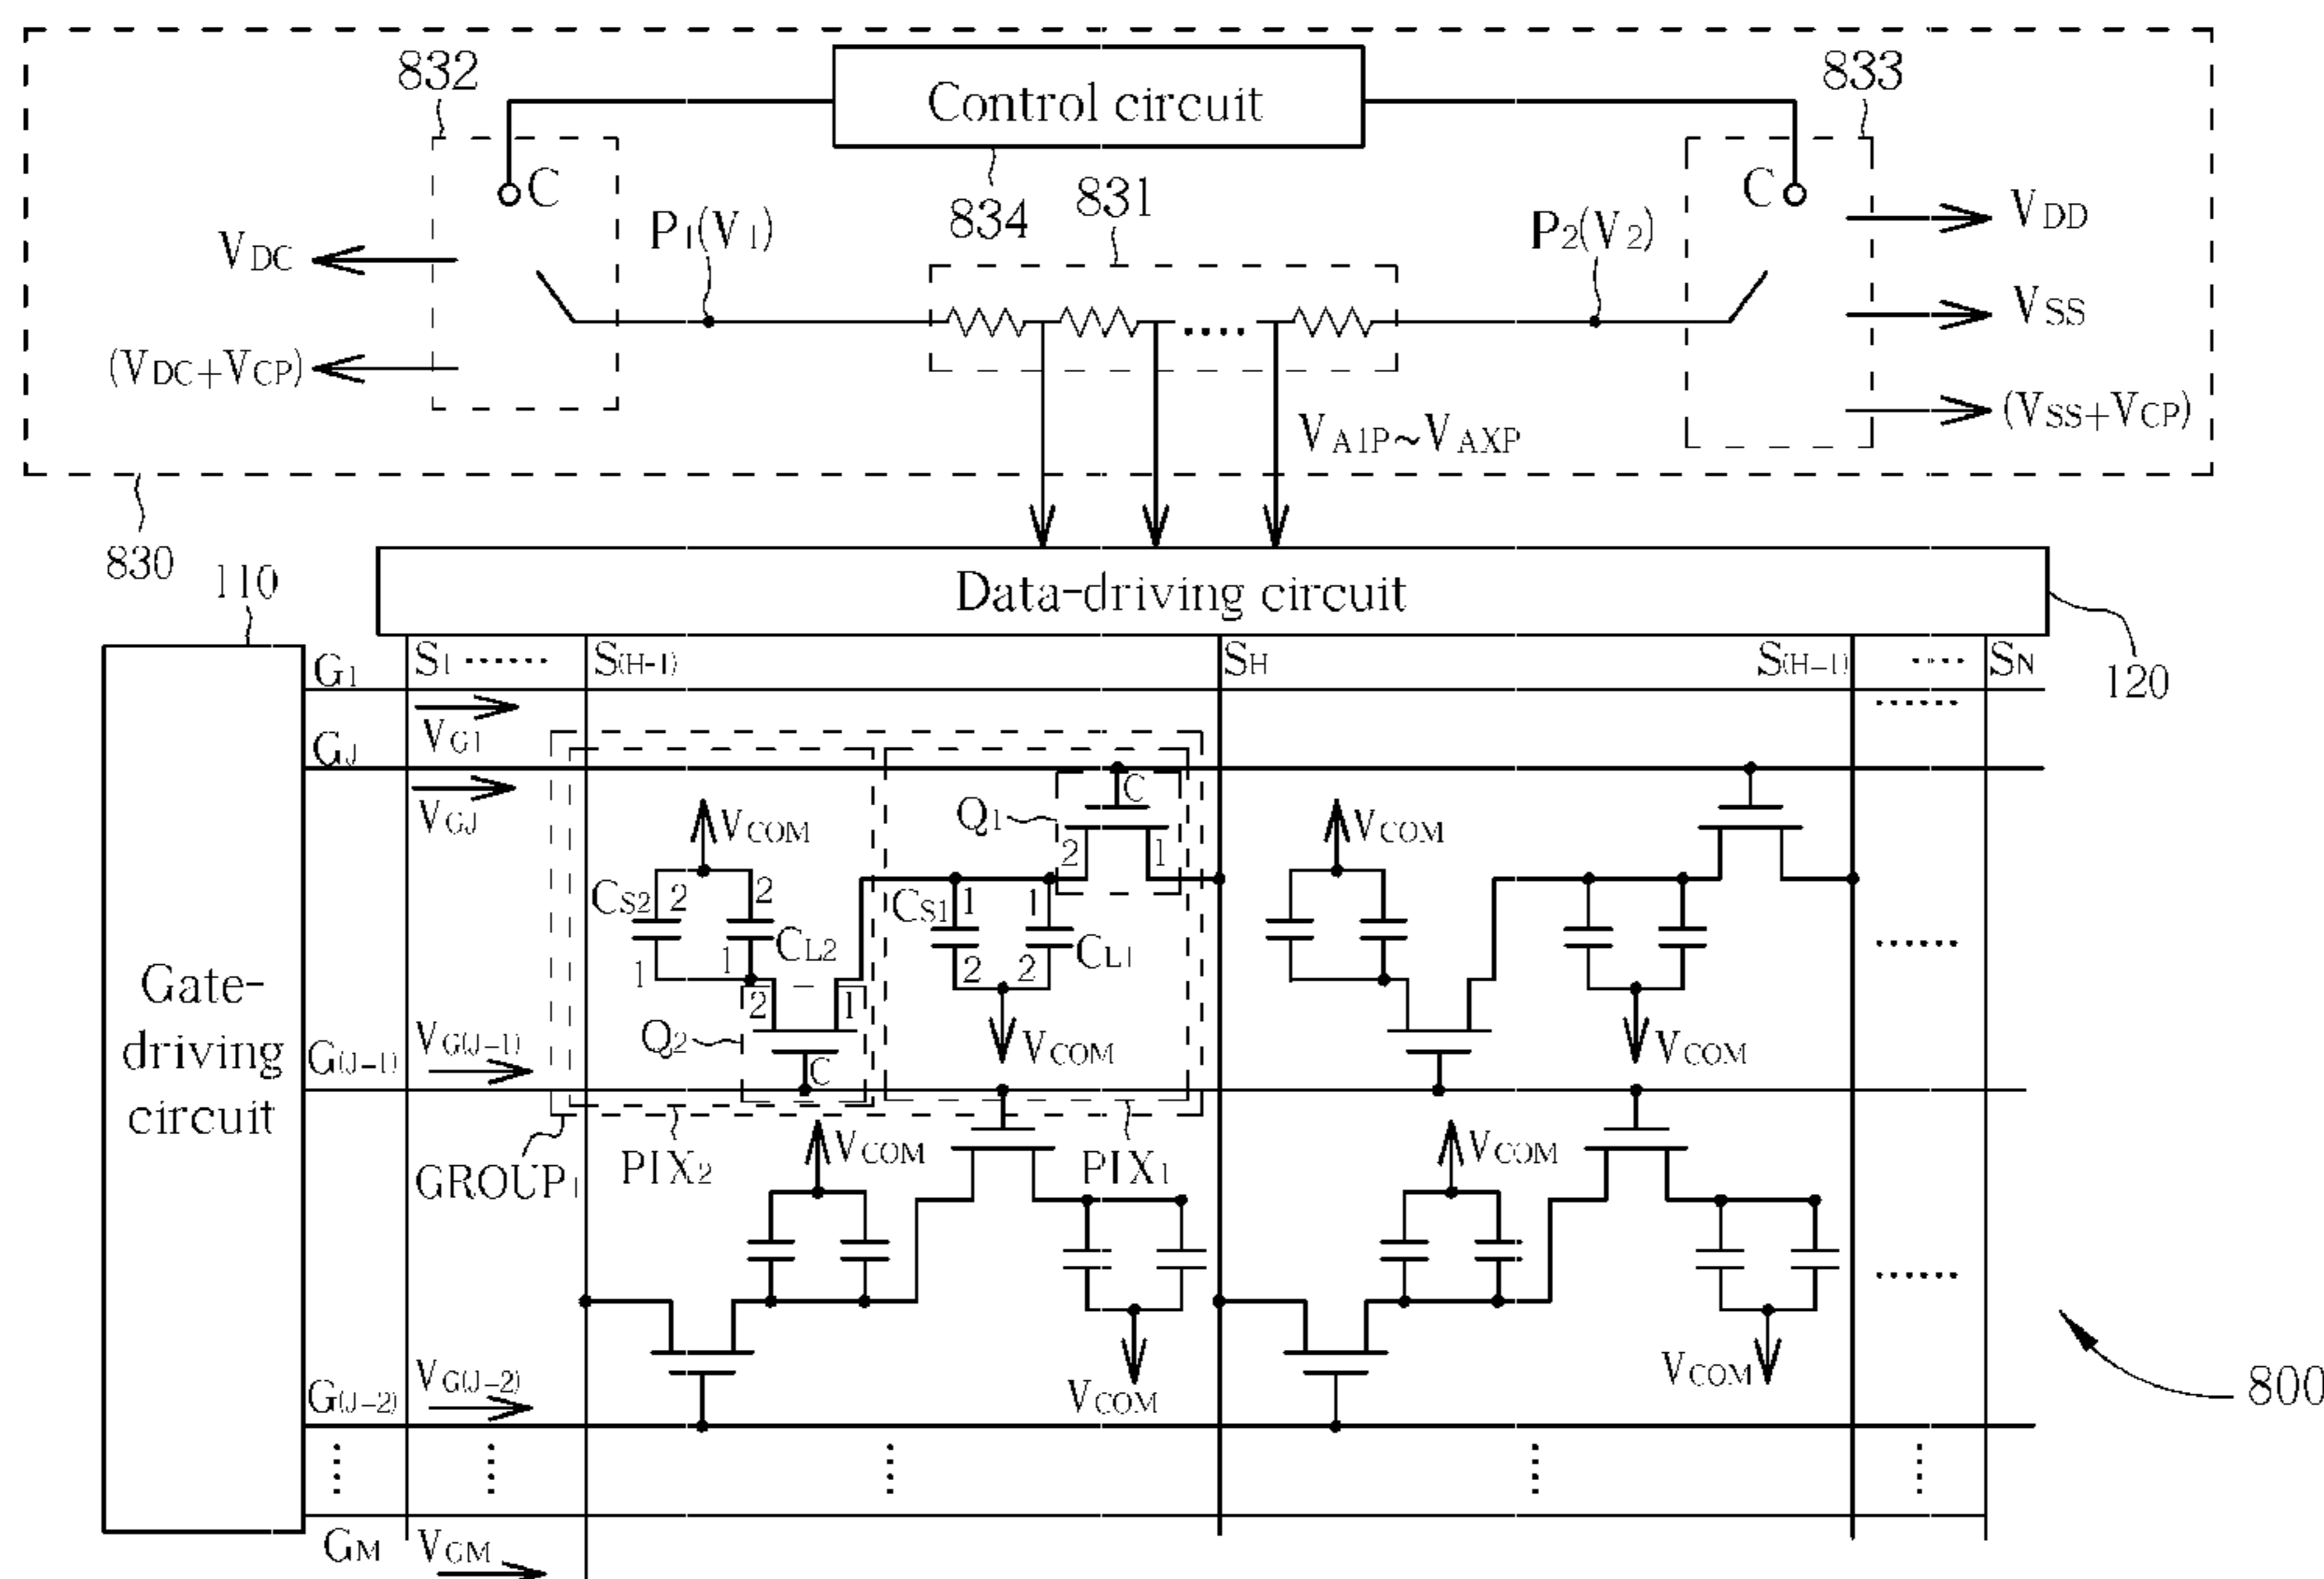 832
Control circuit
833
C
834
831
C
VDC
P1(V1)
P2(V2)
VDD
VSS
(VDC+VCP)
(VSS+VCP)
VA1P~VAXP
830
110
Data-driving circuit
120
G1
S1 ......
S(H-1)
SH
S(H-1)
....
SN
VG1
......
GJ
VGJ
C
Q1
VCOM
VCOM
2
1
CS2
2
2
CS1
1
1
CL2
CL1
1
1
2
2
......
2
1
Gate-
driving
circuit
Q2
C
VCOM
VCOM
G(J-1)
VG(J-1)
GROUP1
PIX2
VCOM
PIX1
VCOM
......
VCOM
VCOM
G(J-2)
VG(J-2)
800
GM
VGM